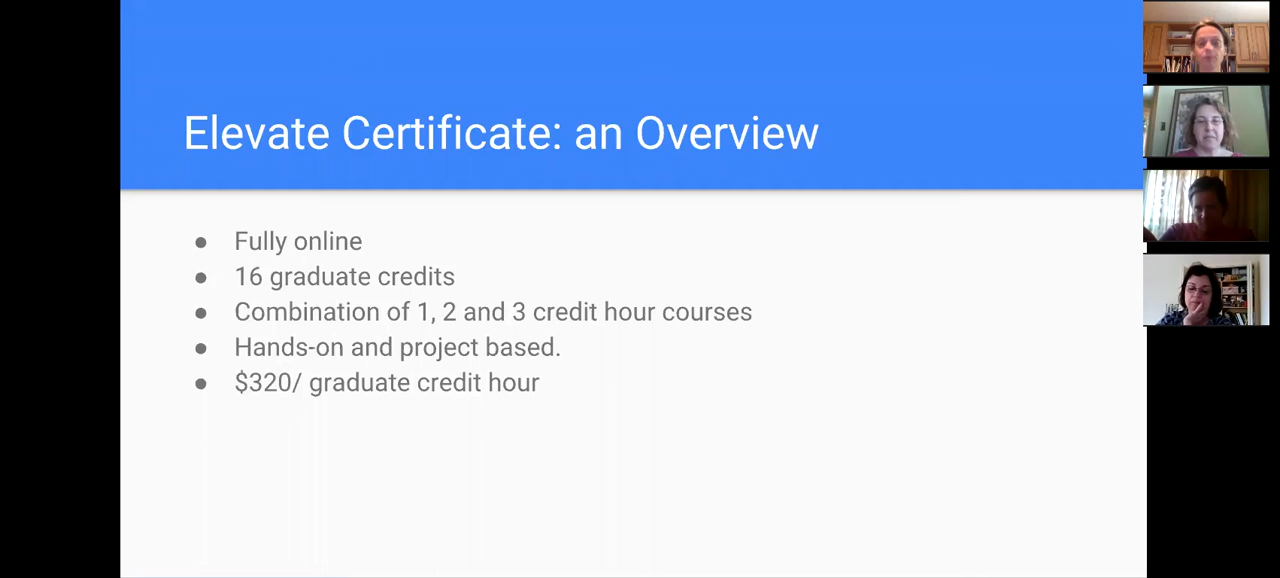 Elevate Certificate: an Overview
● Fully online
● 16 graduate credits
● Combination of 1, 2 and 3 credit hour courses
● Hands-on and project based.
● $320/ graduate credit hour